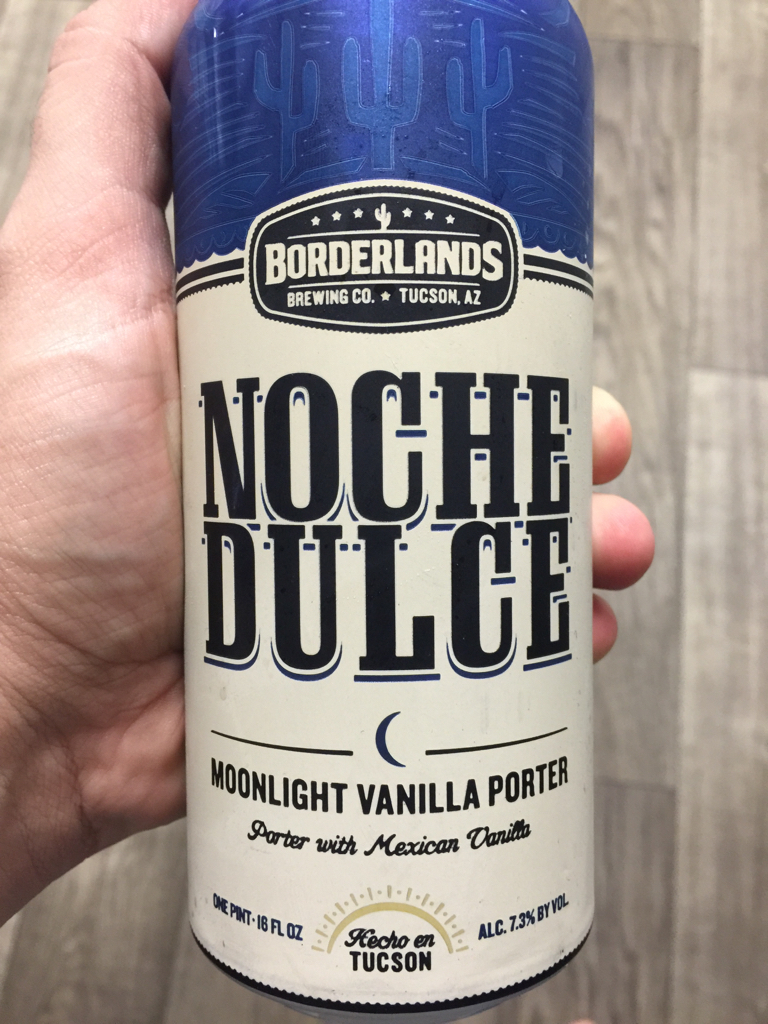 BORDERLANDS
BREWING CO. ★ TUCSON, AZ
NOCHE
DULCE
MOONLIGHT VANILLA PORTER
Porter with Mexican Vanilla
ONE PINT · 16 FL OZ
Hecho en
TUCSON
ALC. 7.3% BY VOL.